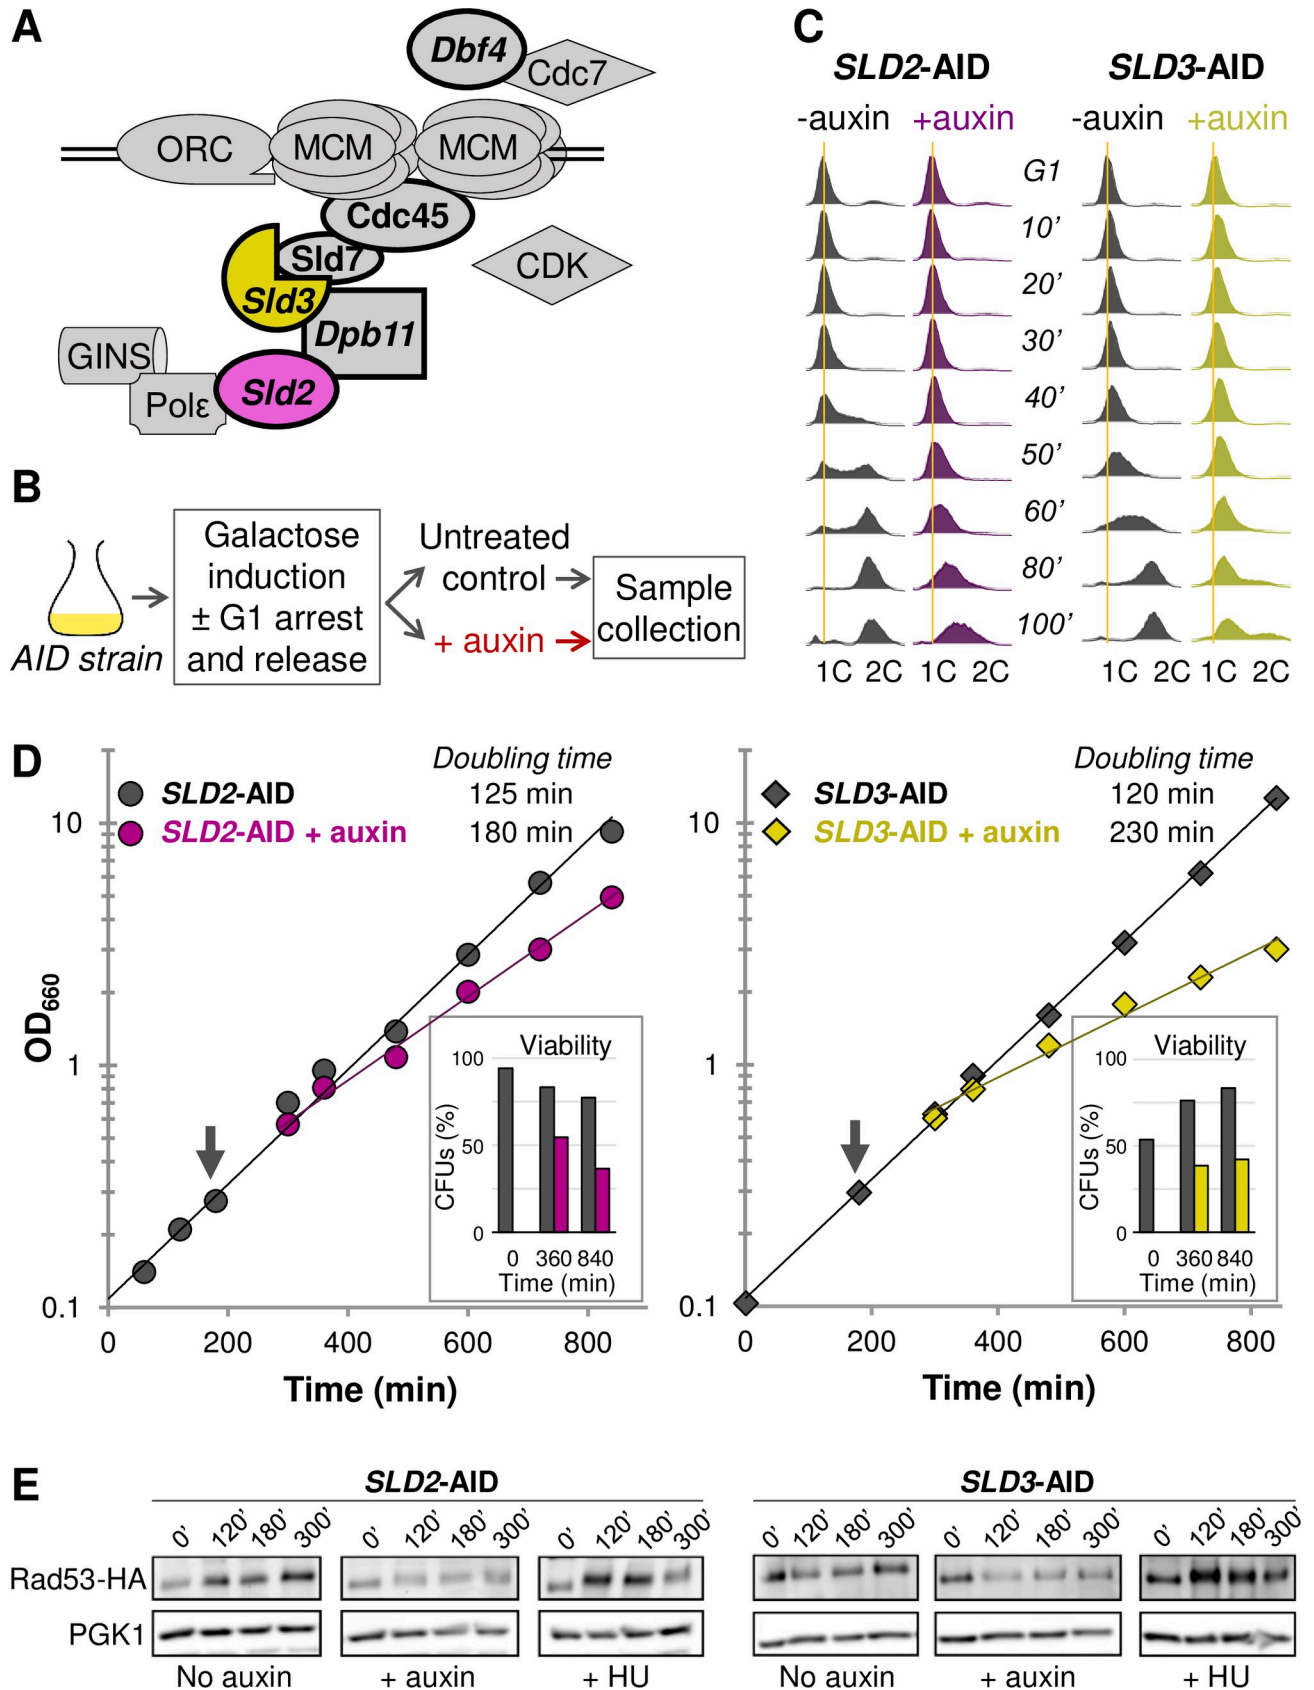 A
Dbf4
Cdc7
ORC
MCM
MCM
Cdc45
Sld7
Sld3
CDK
Dpb11
GINS
Polε
Sld2
B
AID strain
Galactose
induction
± G1 arrest
and release
Untreated
control
+ auxin
Sample
collection
C
SLD2-AID
SLD3-AID
-auxin
+auxin
-auxin
+auxin
G1
10’
20’
30’
40’
50’
60’
80’
100’
1C 2C 1C 2C
1C 2C 1C 2C
D
OD660
10
1
0.1
SLD2-AID
SLD2-AID + auxin
Doubling time
125 min
180 min
Viability
CFUs (%)
100
50
0
0 360 840
Time (min)
0 200 400 600 800
Time (min)
10
1
0.1
SLD3-AID
SLD3-AID + auxin
Doubling time
120 min
230 min
Viability
CFUs (%)
100
50
0
0 360 840
Time (min)
0 200 400 600 800
Time (min)
E
SLD2-AID
SLD3-AID
0’ 120’ 180’ 300’
0’ 120’ 180’ 300’
0’ 120’ 180’ 300’
0’ 120’ 180’ 300’
0’ 120’ 180’ 300’
0’ 120’ 180’ 300’
Rad53-HA
PGK1
No auxin
+ auxin
+ HU
No auxin
+ auxin
+ HU